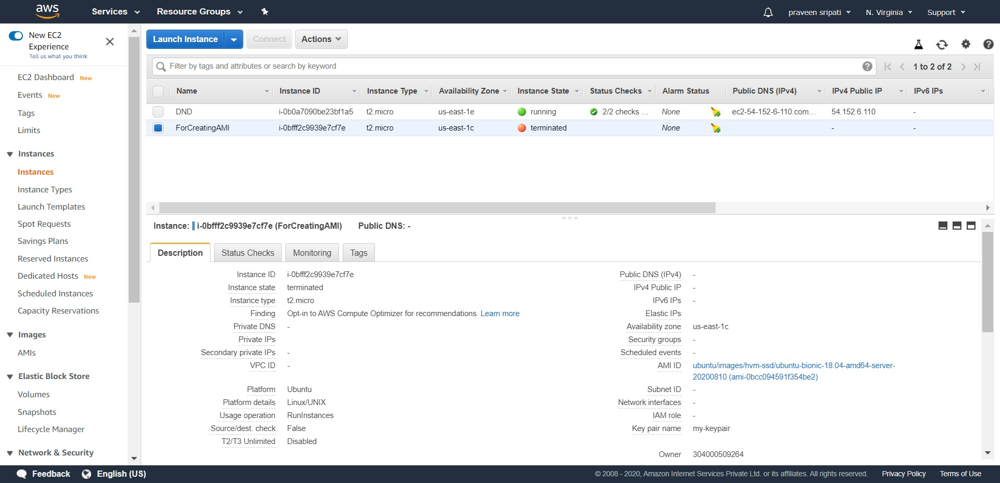 aws Services Resource Groups praveen sripati N. Virginia Support
New EC2
Experience
Tell us what you think
EC2 Dashboard New
Events New
Tags
Limits
Instances
Instances
Instance Types
Launch Templates
Spot Requests
Savings Plans
Reserved Instances
Dedicated Hosts New
Scheduled Instances
Capacity Reservations
Images
AMIs
Elastic Block Store
Volumes
Snapshots
Lifecycle Manager
Network & Security
Launch Instance Connect Actions
Filter by tags and attributes or search by keyword 1 to 2 of 2
Name Instance ID Instance Type Availability Zone Instance State Status Checks Alarm Status Public DNS (IPv4) IPv4 Public IP IPv6 IPs
DND i-0b0a7090be23bf1a5 t2.micro us-east-1e running 2/2 checks ... None ec2-54-152-6-110.com... 54.152.6.110 -
ForCreatingAMI i-0bfff2c9939e7cf7e t2.micro us-east-1c terminated None - -
Instance: i-0bfff2c9939e7cf7e (ForCreatingAMI) Public DNS: -
Description Status Checks Monitoring Tags
Instance ID i-0bfff2c9939e7cf7e Public DNS (IPv4) -
Instance state terminated IPv4 Public IP -
Instance type t2.micro IPv6 IPs -
Finding Opt-in to AWS Compute Optimizer for recommendations. Learn more Elastic IPs
Private DNS - Availability zone us-east-1c
Private IPs Security groups -
Secondary private IPs - Scheduled events -
VPC ID - AMI ID ubuntu/images/hvm-ssd/ubuntu-bionic-18.04-amd64-server-
20200810 (ami-0bcc094591f354be2)
Platform Ubuntu Subnet ID -
Platform details Linux/UNIX Network interfaces -
Usage operation RunInstances IAM role -
Source/dest. check False Key pair name my-keypair
T2/T3 Unlimited Disabled
Owner 304000509264
Feedback English (US) © 2008 - 2020, Amazon Internet Services Private Ltd. or its affiliates. All rights reserved. Privacy Policy Terms of Use